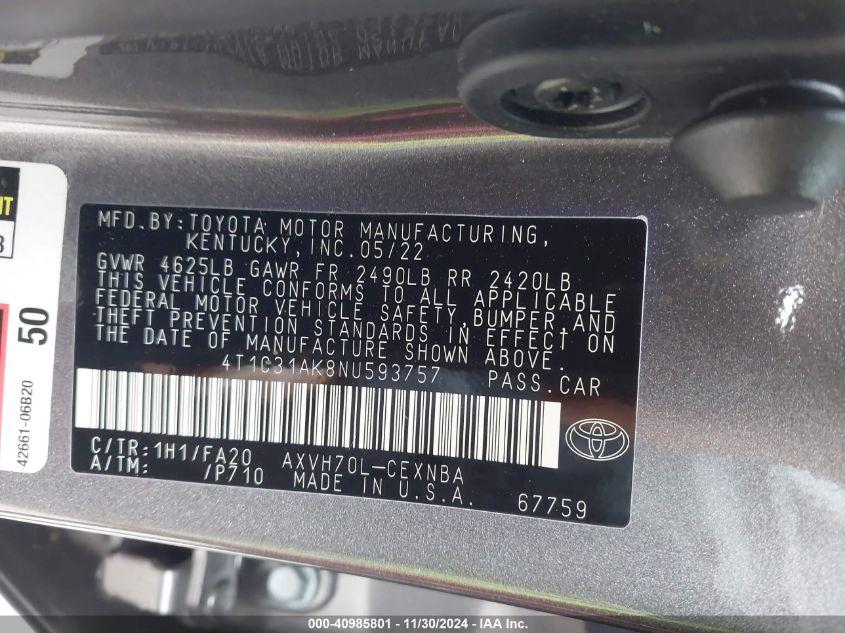 MFD.BY:TOYOTA MOTOR MANUFACTURING,
KENTUCKY, INC. 05/22
GVWR 4625LB GAWR FR 2490LB RR 2420LB
THIS VEHICLE CONFORMS TO ALL APPLICABLE
FEDERAL MOTOR VEHICLE SAFETY, BUMPER, AND
THEFT PREVENTION STANDARDS IN EFFECT ON
THE DATE OF MANUFACTURE SHOWN ABOVE.
4T1C31AK8NU593757 PASS.CAR
C/TR: 1H1/FA20 AXVH70L-CEXNBA
A/TM: /P710 MADE IN U.S.A. 67759
50
42661-06B20
000-40985801 - 11/30/2024 - IAA Inc.